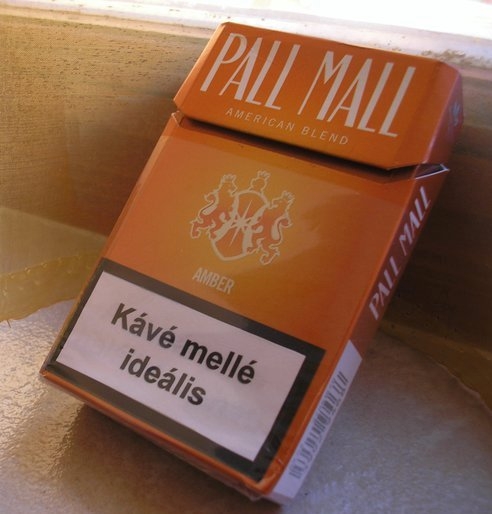 PALL MALL
AMERICAN BLEND
AMBER
Kávé mellé
ideális
PALL MALL